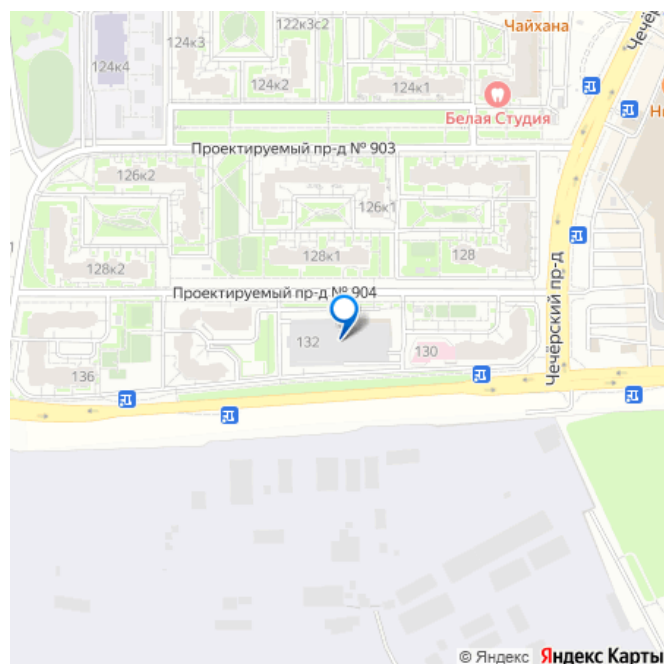 122к3с2
Чайхана
124к3
124к4
124к2
124к1
Белая Студия
Проектируемый пр-д № 903
126к2
126к1
128к1
128
128к2
Чечёрский пр-д
Проектируемый пр-д № 904
132
130
136
© Яндекс Яндекс Карты